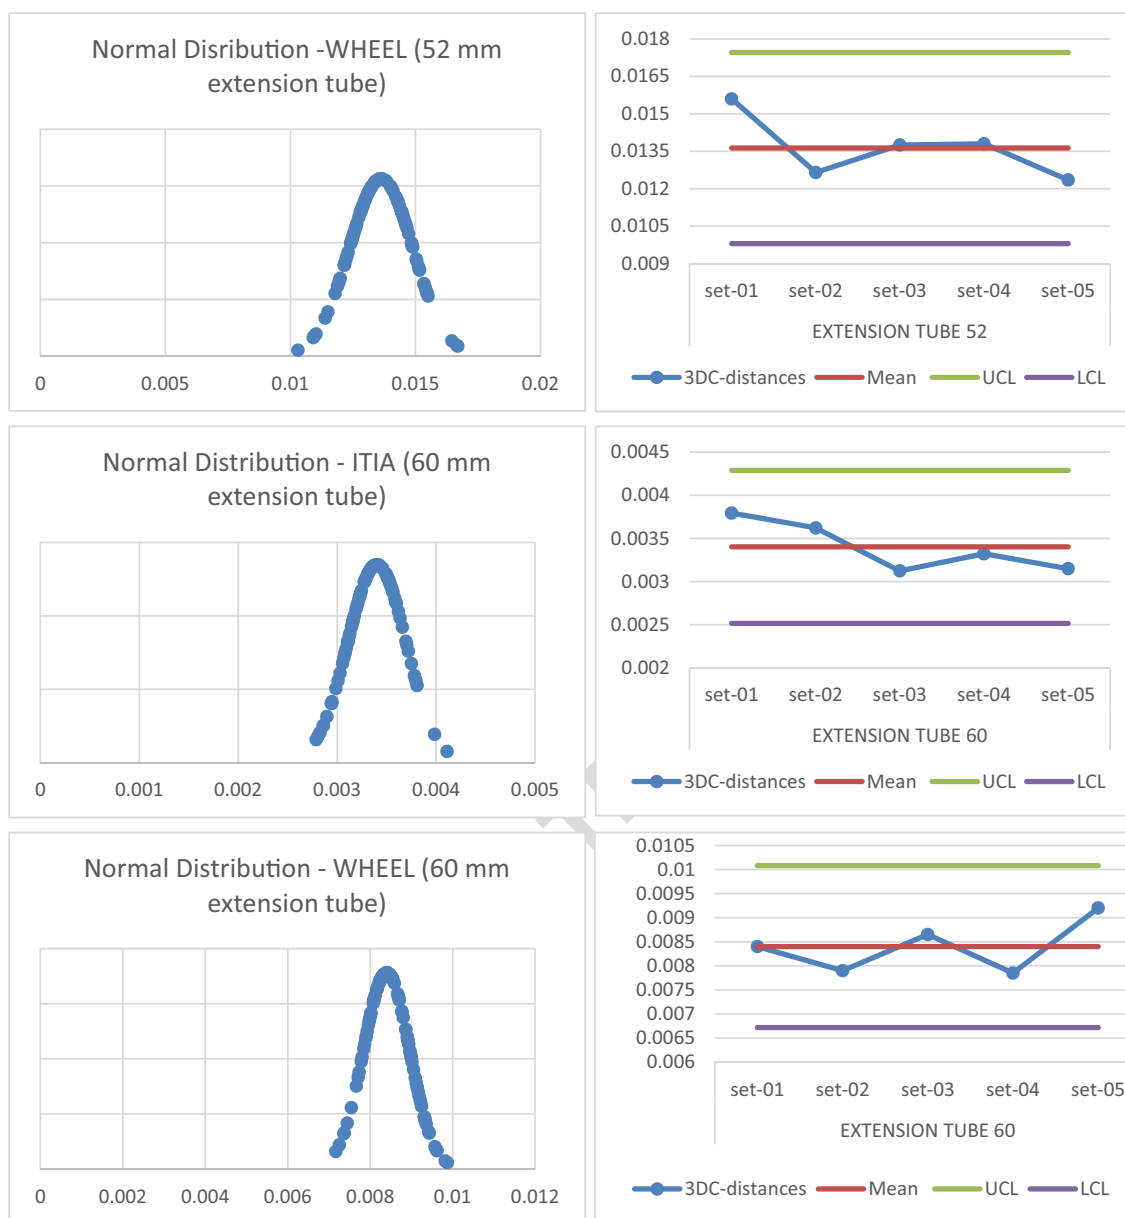 Normal Disribution -WHEEL (52 mm
extension tube)
0 0.005 0.01 0.015 0.02
0.018
0.0165
0.015
0.0135
0.012
0.0105
0.009
set-01 set-02 set-03 set-04 set-05
EXTENSION TUBE 52
3DC-distances Mean UCL LCL
Normal Distribution - ITIA (60 mm
extension tube)
0 0.001 0.002 0.003 0.004 0.005
0.0045
0.004
0.0035
0.003
0.0025
0.002
set-01 set-02 set-03 set-04 set-05
EXTENSION TUBE 60
3DC-distances Mean UCL LCL
Normal Distribution - WHEEL (60 mm
extension tube)
0 0.002 0.004 0.006 0.008 0.01 0.012
0.0105
0.01
0.0095
0.009
0.0085
0.008
0.0075
0.007
0.0065
0.006
set-01 set-02 set-03 set-04 set-05
EXTENSION TUBE 60
3DC-distances Mean UCL LCL